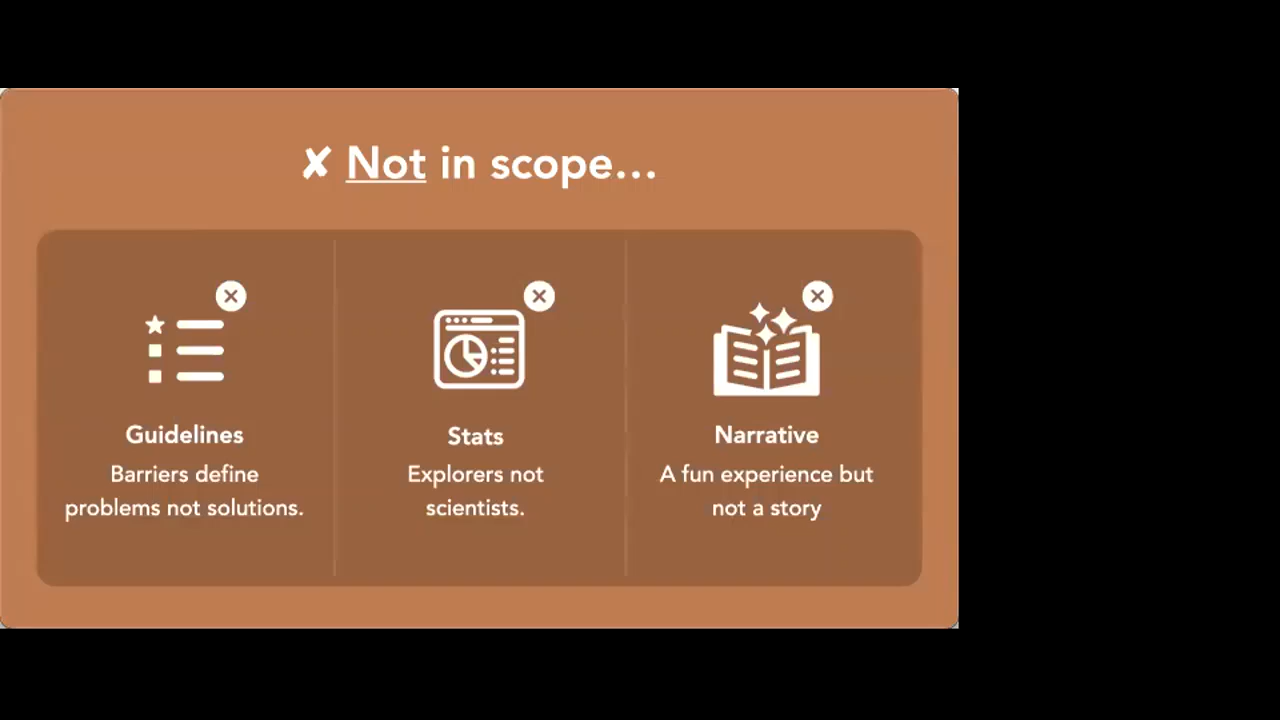 ✘ Not in scope...
Guidelines
Barriers define
problems not solutions.
Stats
Explorers not
scientists.
Narrative
A fun experience but
not a story